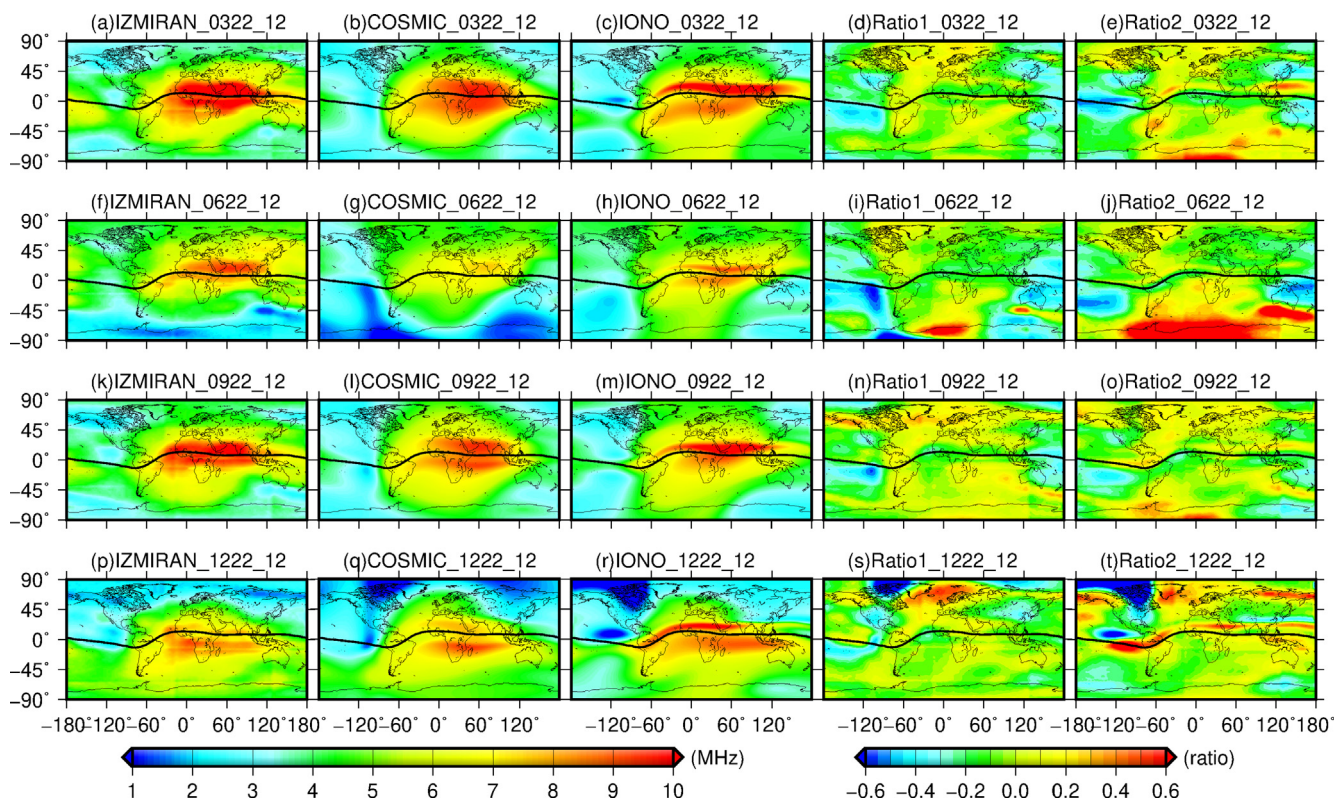 (a)IZMIRAN_0322_12 (b)COSMIC_0322_12 (c)IONO_0322_12 (d)Ratio1_0322_12 (e)Ratio2_0322_12
90°
45°
0°
−45°
−90°
(f)IZMIRAN_0622_12 (g)COSMIC_0622_12 (h)IONO_0622_12 (i)Ratio1_0622_12 (j)Ratio2_0622_12
90°
45°
0°
−45°
−90°
(k)IZMIRAN_0922_12 (l)COSMIC_0922_12 (m)IONO_0922_12 (n)Ratio1_0922_12 (o)Ratio2_0922_12
90°
45°
0°
−45°
−90°
(p)IZMIRAN_1222_12 (q)COSMIC_1222_12 (r)IONO_1222_12 (s)Ratio1_1222_12 (t)Ratio2_1222_12
90°
45°
0°
−45°
−90°
−180°−120°−60° 0° 60° 120°−180°−120°−60° 0° 60° 120°−180°−120°−60° 0° 60° 120°−180°−120°−60° 0° 60° 120°−180°−120°−60° 0° 60° 120° 180°
(MHz) (ratio)
1 2 3 4 5 6 7 8 9 10 −0.6 −0.4 −0.2 0.0 0.2 0.4 0.6